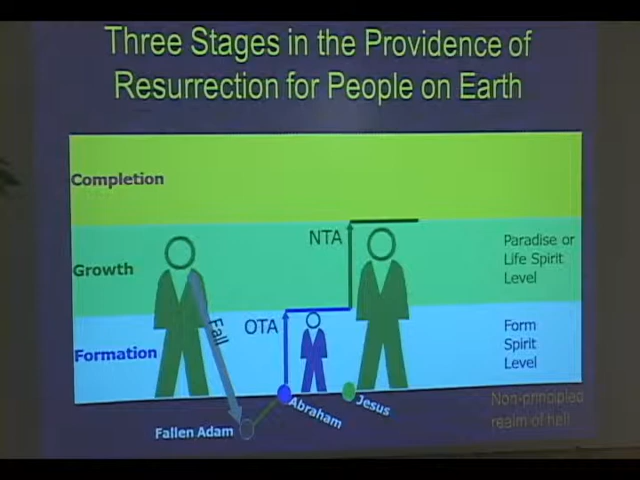 Three Stages in the Providence of
Resurrection for People on Earth
Completion
NTA
Growth
Paradise or
Life Spirit
Level
OTA
Fall
Formation
Form
Spirit
Level
Abraham
Jesus
Non-principled
realm of hell
Fallen Adam